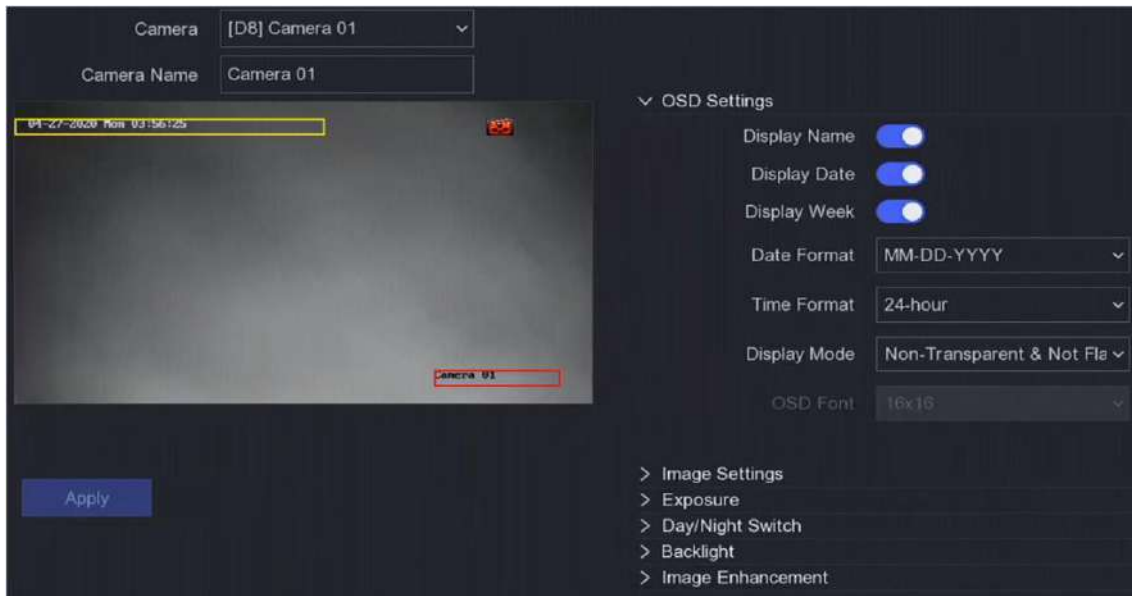 Camera [D8] Camera 01
Camera Name Camera 01
04-27-2020 Mon 03:56:25
Camera 01
Apply
OSD Settings
Display Name
Display Date
Display Week
Date Format MM-DD-YYYY
Time Format 24-hour
Display Mode Non-Transparent & Not Fla
OSD Font 16x16
Image Settings
Exposure
Day/Night Switch
Backlight
Image Enhancement